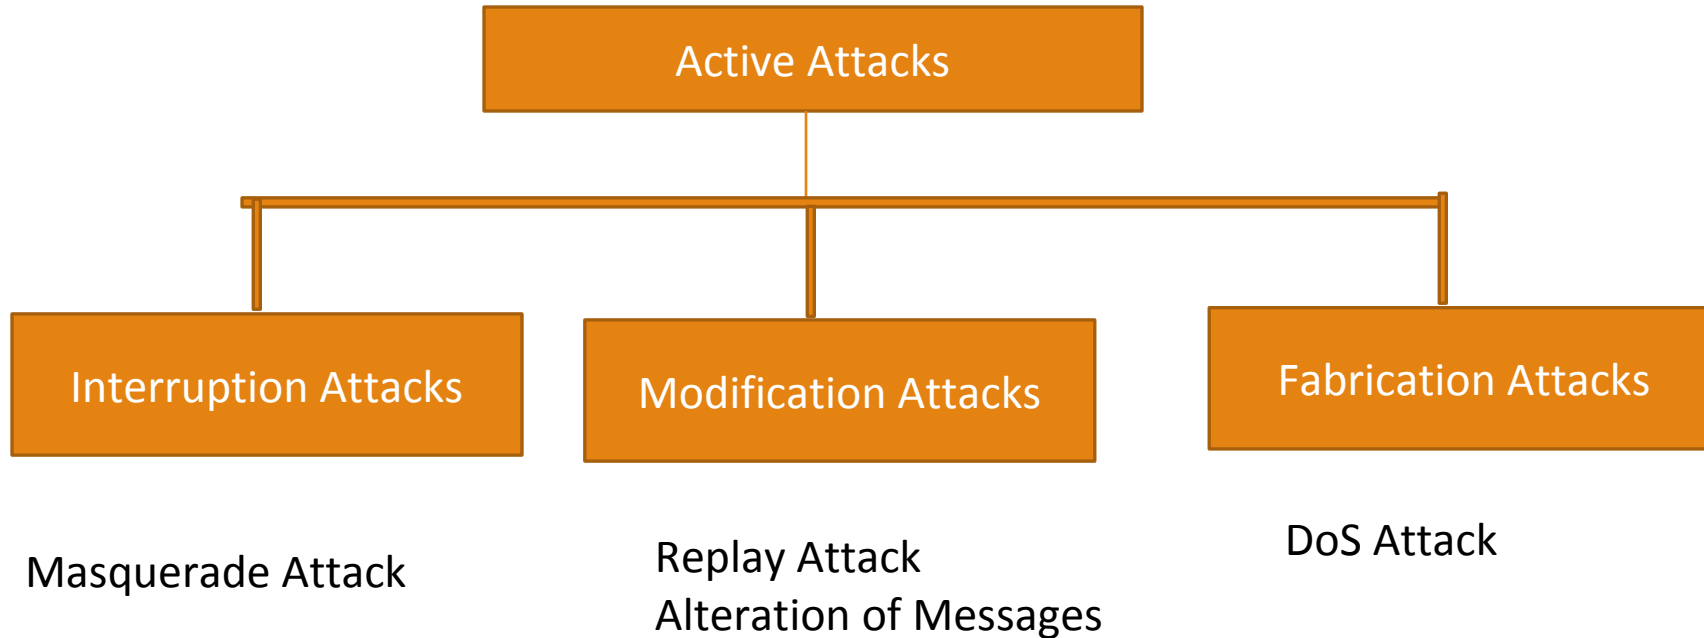 Active Attacks
Interruption Attacks
Modification Attacks
Fabrication Attacks
Masquerade Attack
Replay Attack
Alteration of Messages
DoS Attack